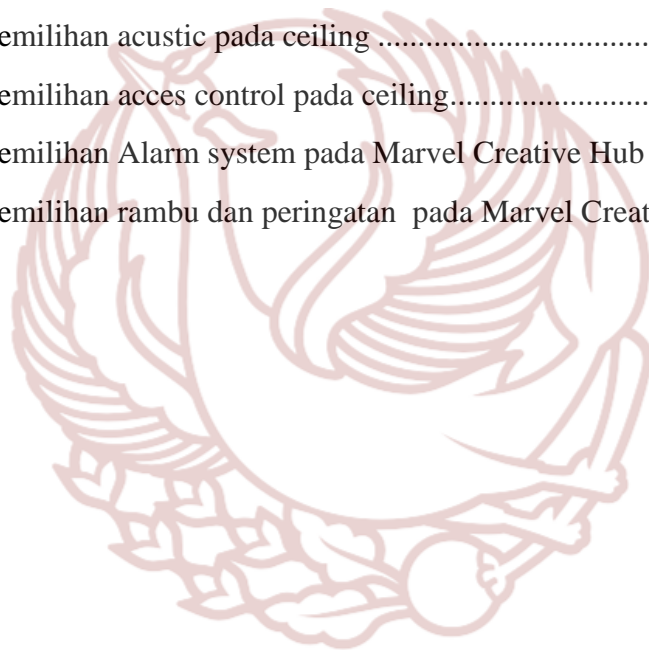 emilihan acustic pada ceiling ..................................
emilihan acces control pada ceiling.........................
emilihan Alarm system pada Marvel Creative Hub
emilihan rambu dan peringatan  pada Marvel Creat